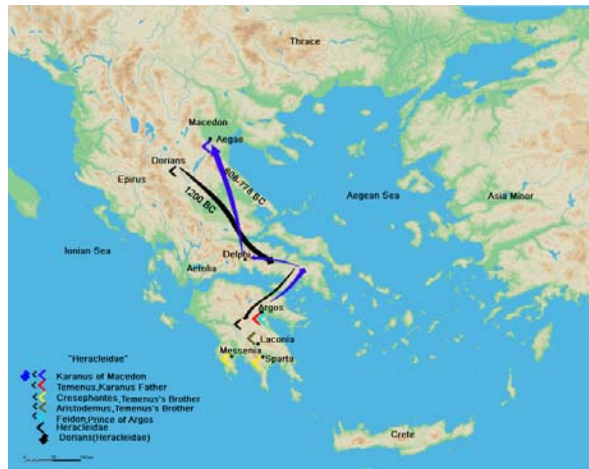 Thrace
Macedon
Aegae
Dorians
Epirus
808-778 BC
1200 BC
Aegean Sea
Asia Minor
Ionian Sea
Delphi
Aetolia
Argos
Laconia
Messenia
Sparta
"Heracleidae"
Karanus of Macedon
Temenus,Karanus Father
Cresephontes,Temenus's Brother
Aristodemus,Temenus's Brother
Feidon,Prince of Argos
Heracleidae
Dorians(Heracleidae)
Crete